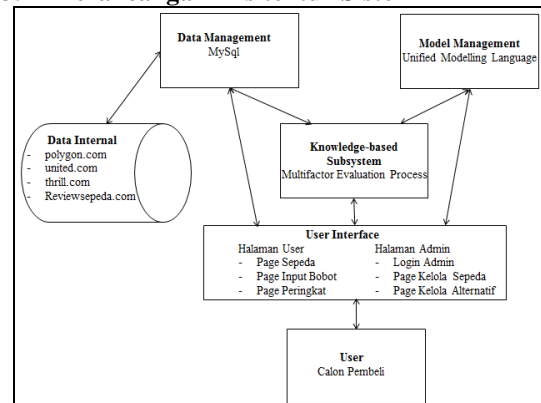 Data Management
MySql
Model Management
Unified Modelling Language
Data Internal
- polygon.com
- united.com
- thrill.com
- Reviewsepeda.com
Knowledge-based
Subsystem
Multifactor Evaluation Process
User Interface
Halaman User
- Page Sepeda
- Page Input Bobot
- Page Peringkat
Halaman Admin
- Login Admin
- Page Kelola Sepeda
- Page Kelola Alternatif
User
Calon Pembeli